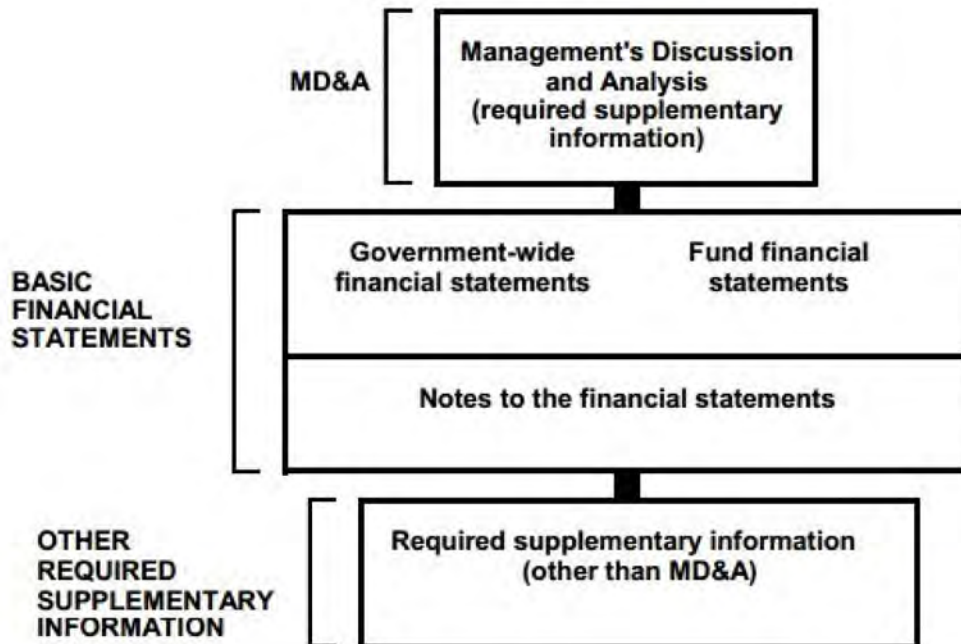 MD&A
Management's Discussion
and Analysis
(required supplementary
information)
BASIC
FINANCIAL
STATEMENTS
Government-wide
financial statements
Fund financial
statements
Notes to the financial statements
OTHER
REQUIRED
SUPPLEMENTARY
INFORMATION
Required supplementary information
(other than MD&A)